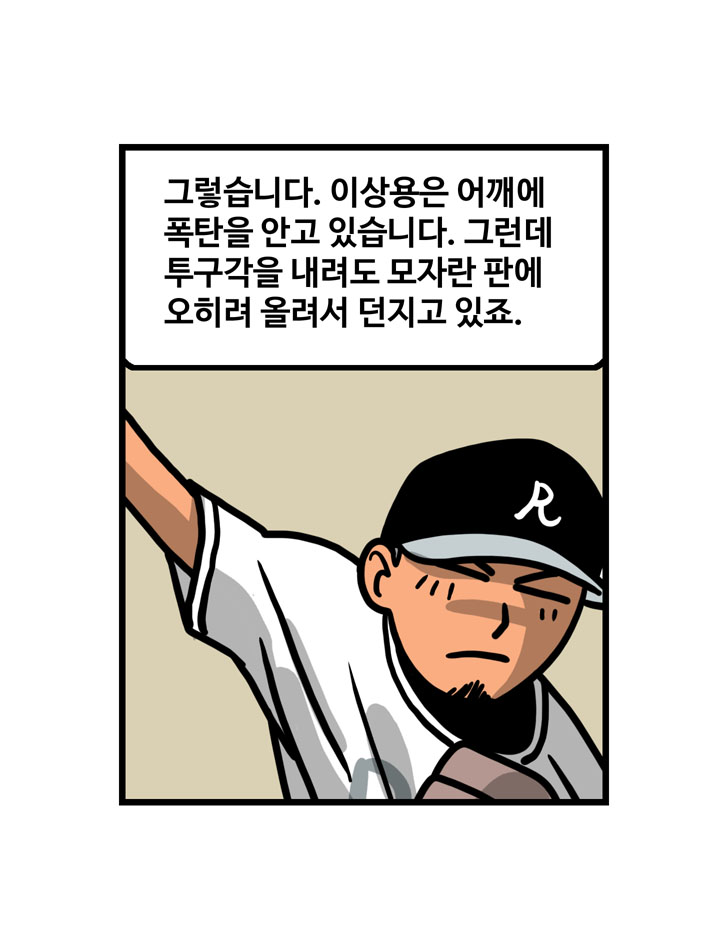 그렇습니다. 이상용은 어깨에
폭탄을 안고 있습니다. 그런데
투구각을 내려도 모자란 판에
오히려 올려서 던지고 있죠.
R